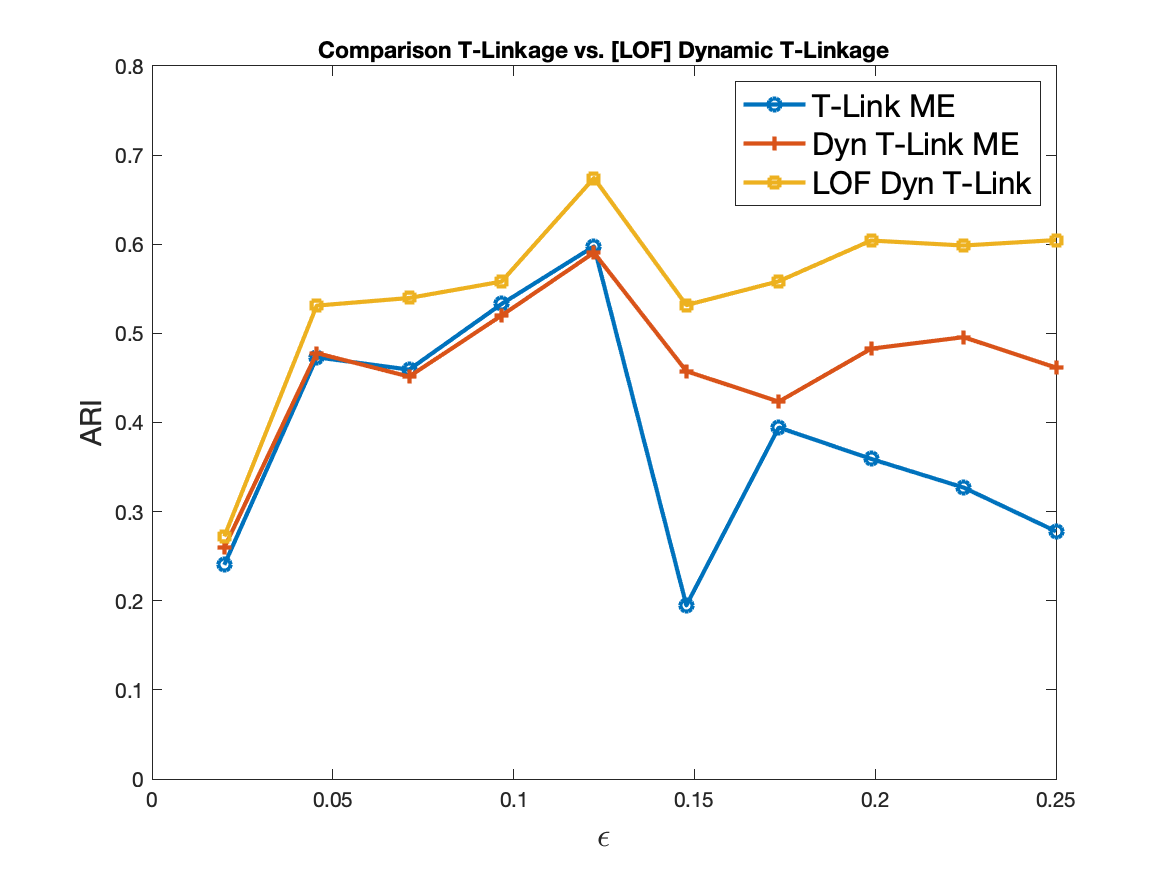 Comparison T-Linkage vs. [LOF] Dynamic T-Linkage
T-Link ME
Dyn T-Link ME
LOF Dyn T-Link
ARI
0.8
0.7
0.6
0.5
0.4
0.3
0.2
0.1
0
0 0.05 0.1 0.15 0.2 0.25
ϵ